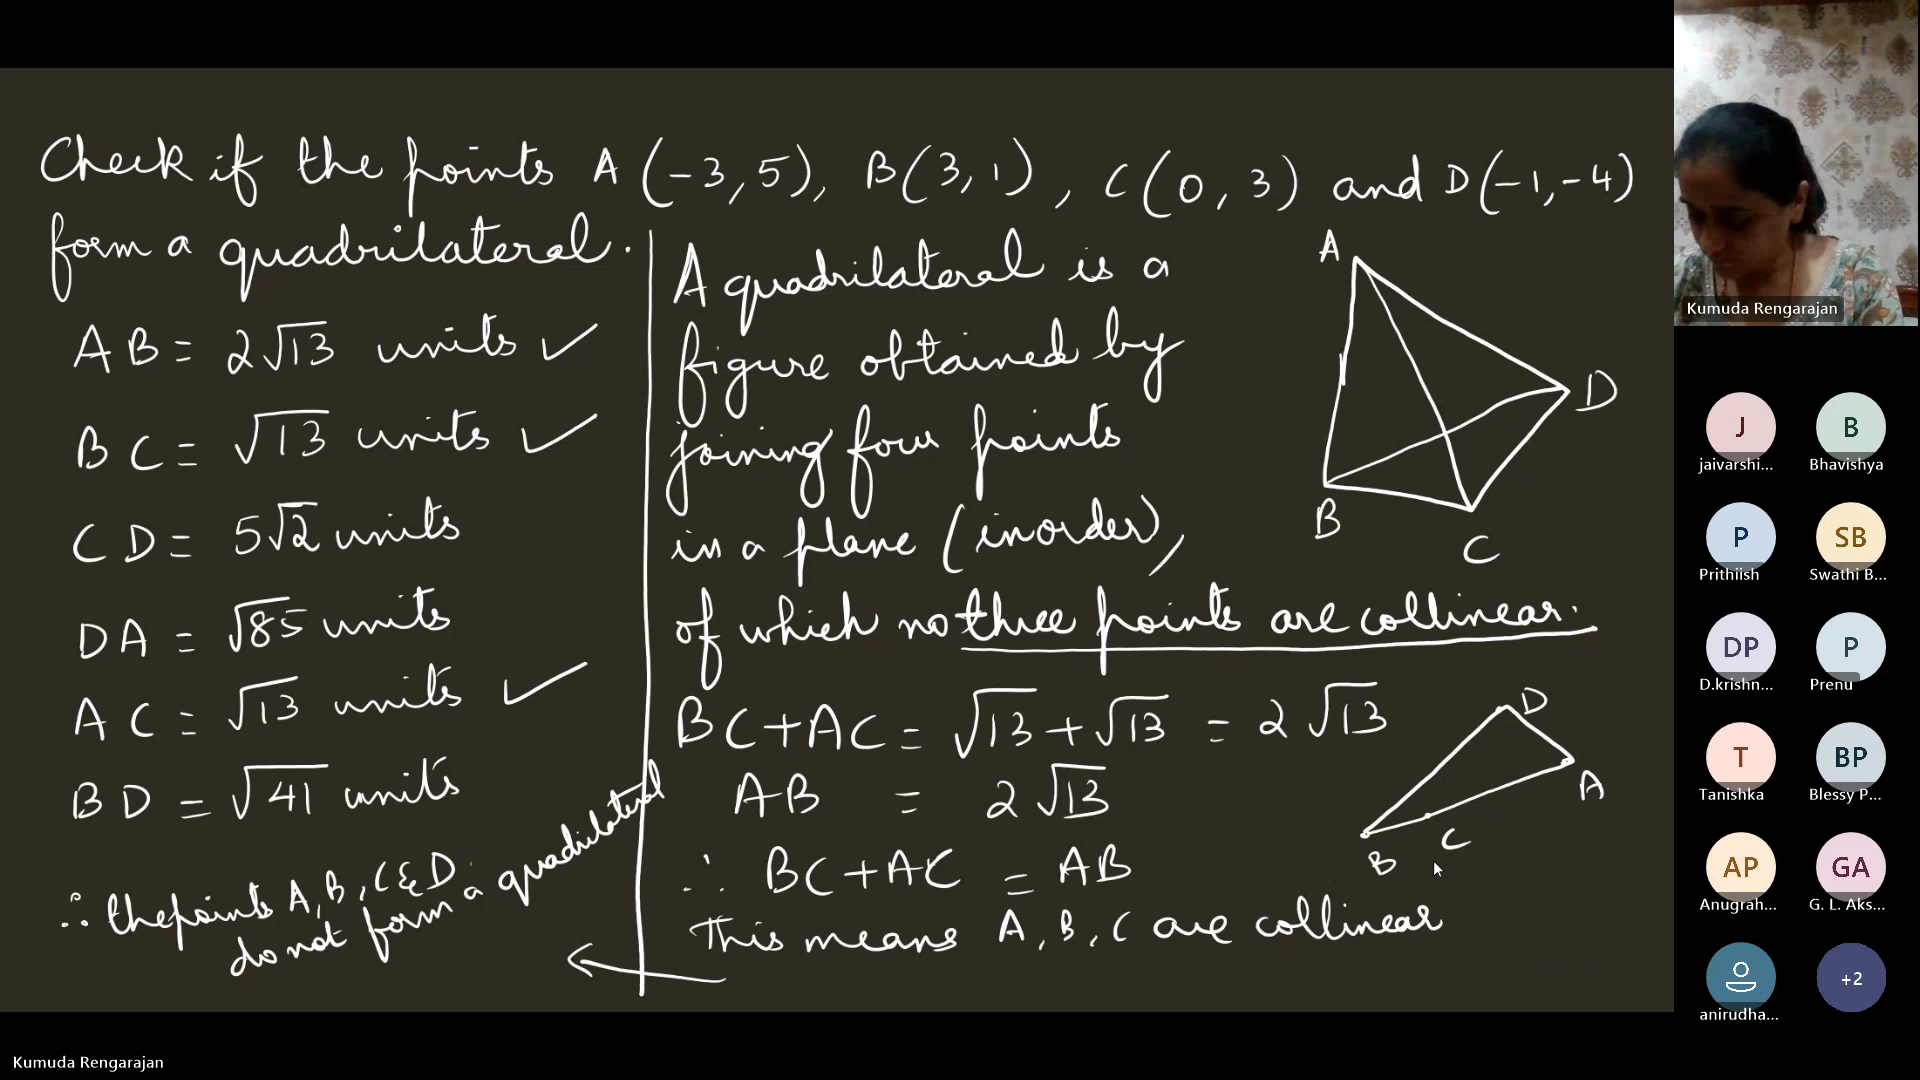 Check if the points A(-3,5), B(3,1), C(0,3) and D(-1,-4)
form a quadrilateral.
AB = 2√13 units ✓
BC = √13 units ✓
CD = 5√2 units
DA = √85 units
AC = √13 units ✓
BD = √41 units
∴ the points A, B, C & D
do not form a quadrilateral
A quadrilateral is a
figure obtained by
joining four points
in a plane (in order),
of which no three points are collinear.
BC+AC = √13+√13 = 2√13
AB = 2√13
∴ BC+AC = AB
This means A, B, C are collinear
A
D
B
C
D
A
C
B
Kumuda Rengarajan
J
jaivarshi...
B
Bhavishya
P
Prithiish
SB
Swathi B...
DP
D.krishn...
P
Prenu
T
Tanishka
BP
Blessy P...
AP
Anugrah...
GA
G. L. Aks...
anirudha...
+2
Kumuda Rengarajan